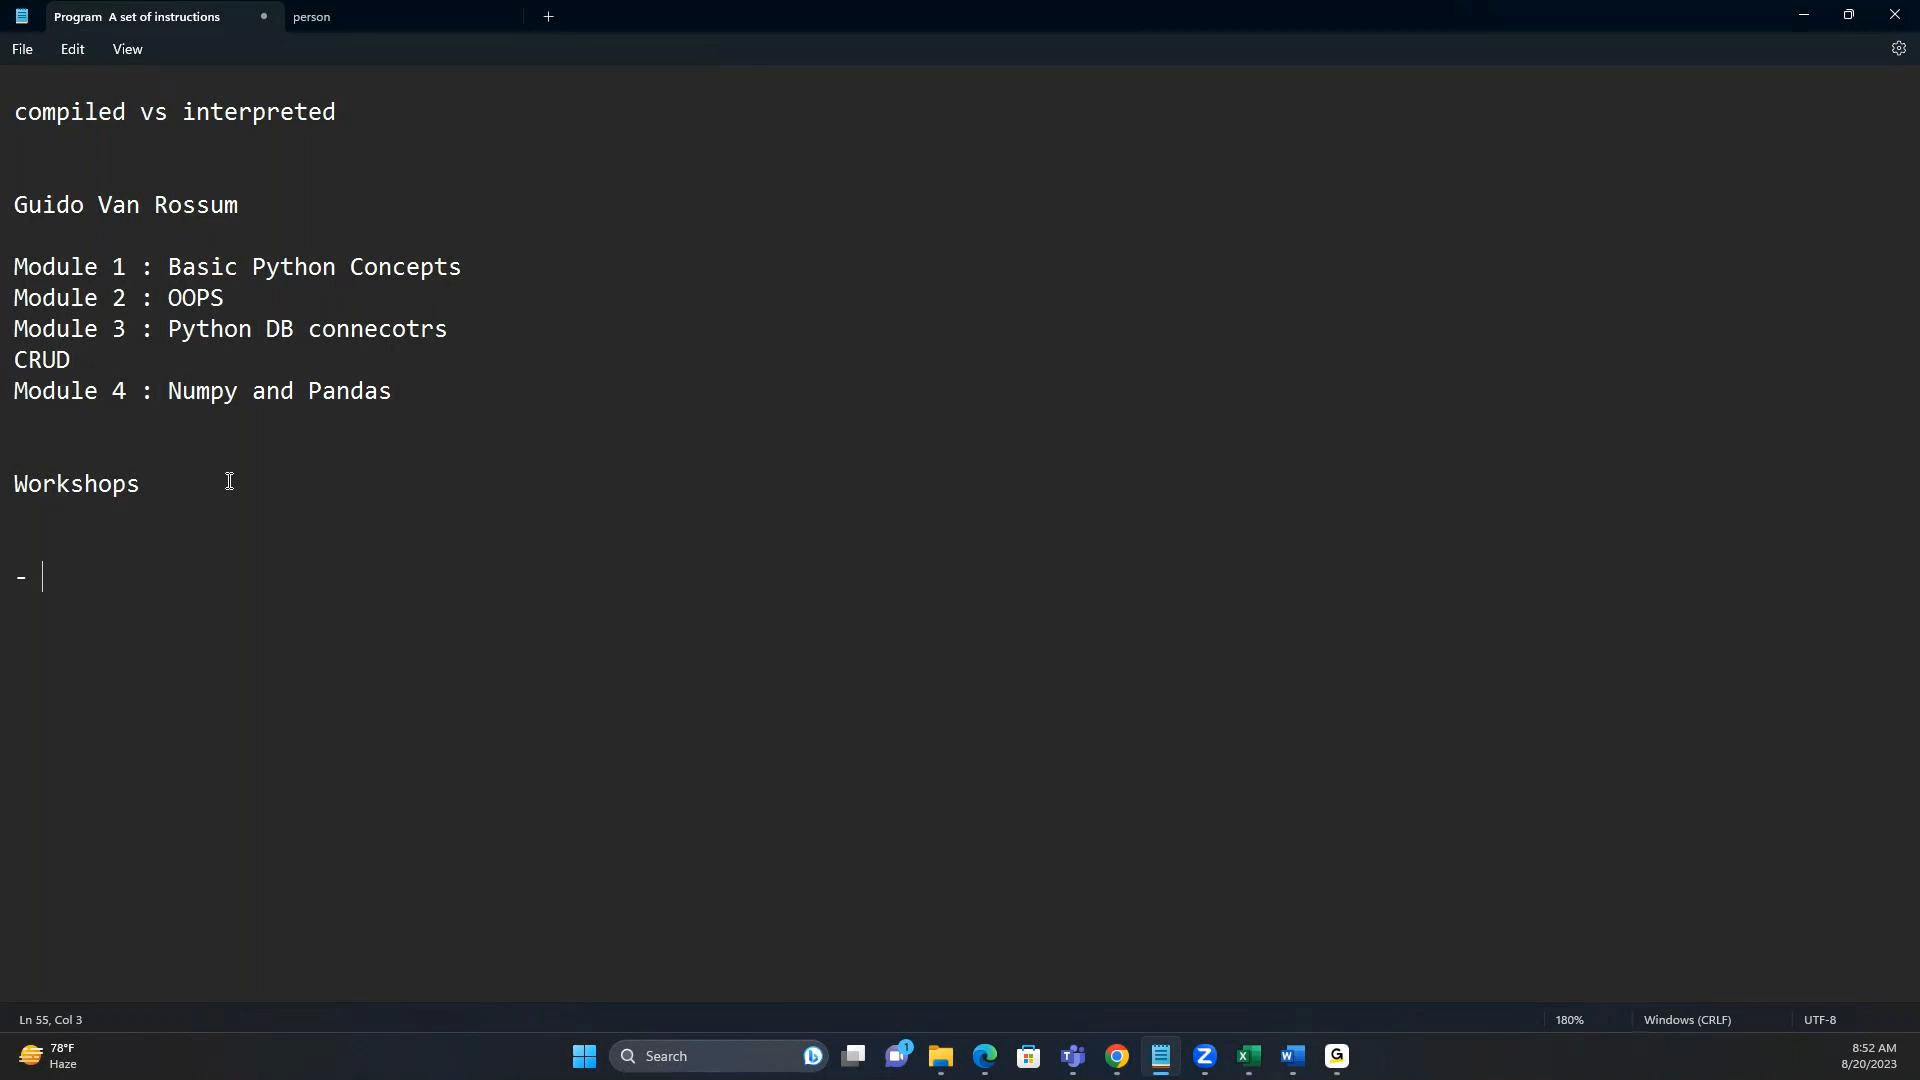 Program A set of instructions
person
File Edit View
compiled vs interpreted
Guido Van Rossum
Module 1 : Basic Python Concepts
Module 2 : OOPS
Module 3 : Python DB connecotrs
CRUD
Module 4 : Numpy and Pandas
Workshops
-
Ln 55, Col 3
180%
Windows (CRLF)
UTF-8
78°F
Haze
Search
1
8:52 AM
8/20/2023